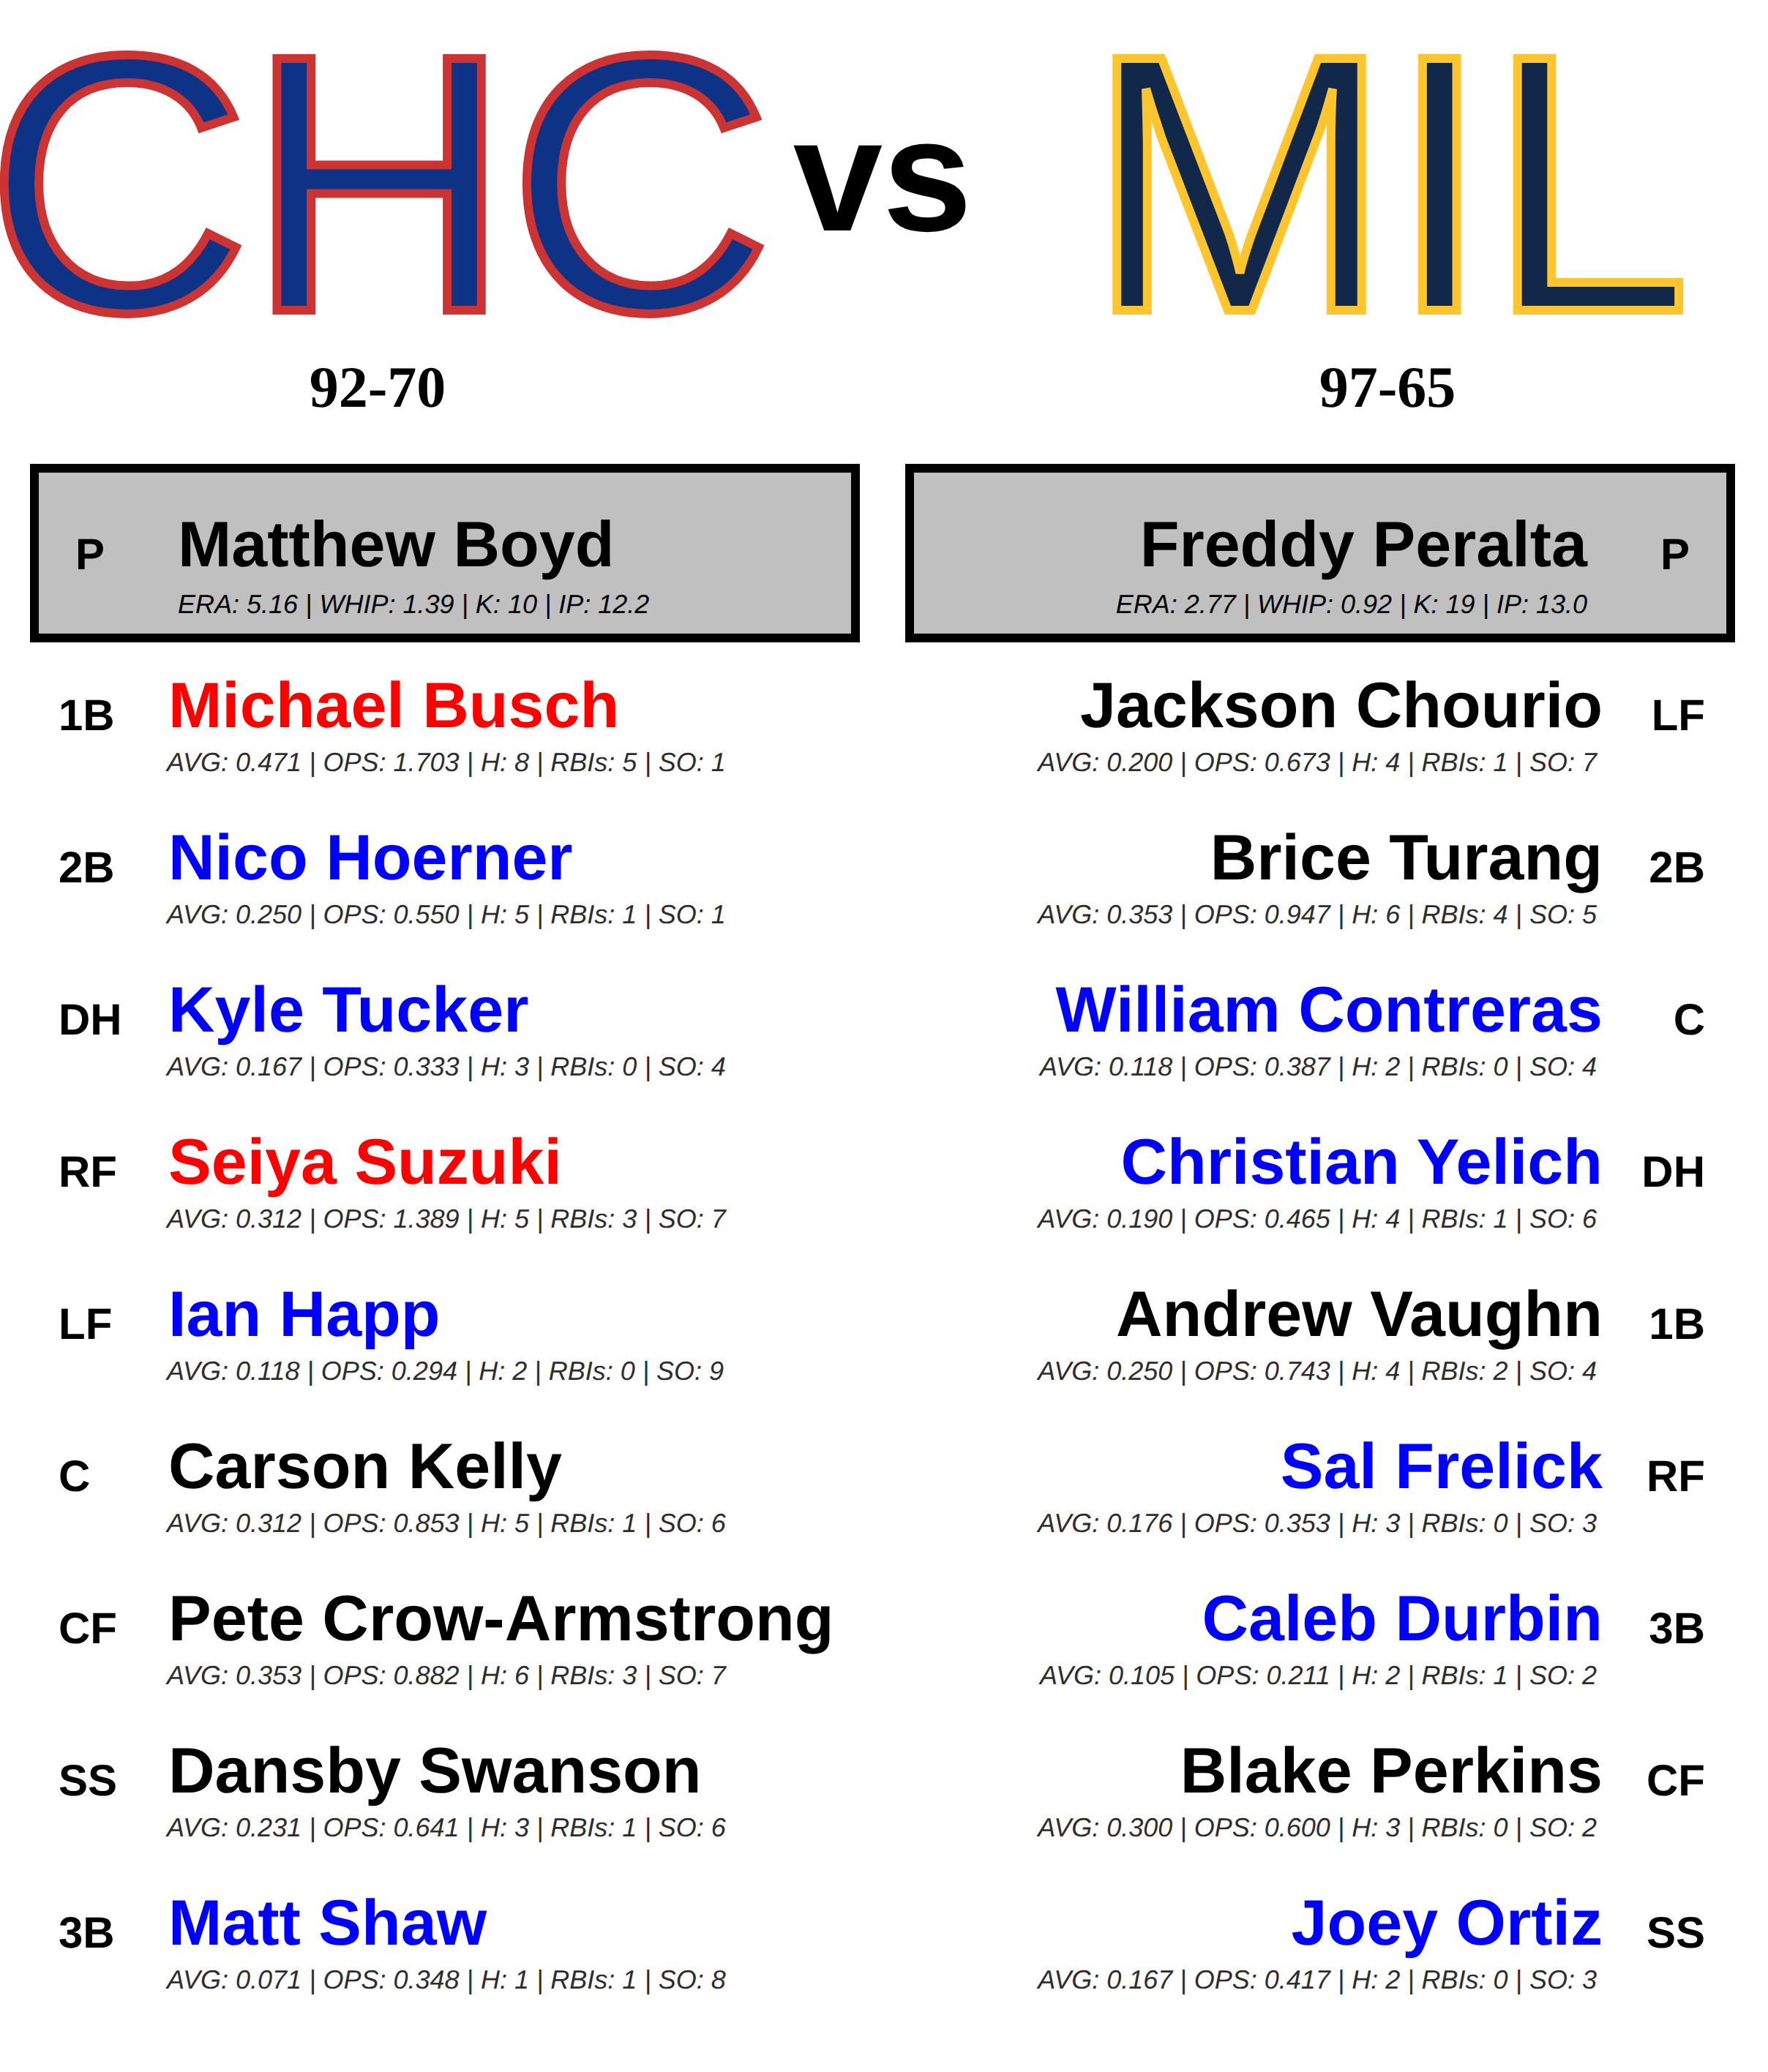 CHC vs MIL
92-70
97-65
P Matthew Boyd
ERA: 5.16 | WHIP: 1.39 | K: 10 | IP: 12.2
Freddy Peralta P
ERA: 2.77 | WHIP: 0.92 | K: 19 | IP: 13.0
1B Michael Busch
AVG: 0.471 | OPS: 1.703 | H: 8 | RBIs: 5 | SO: 1
2B Nico Hoerner
AVG: 0.250 | OPS: 0.550 | H: 5 | RBIs: 1 | SO: 1
DH Kyle Tucker
AVG: 0.167 | OPS: 0.333 | H: 3 | RBIs: 0 | SO: 4
RF Seiya Suzuki
AVG: 0.312 | OPS: 1.389 | H: 5 | RBIs: 3 | SO: 7
LF Ian Happ
AVG: 0.118 | OPS: 0.294 | H: 2 | RBIs: 0 | SO: 9
C Carson Kelly
AVG: 0.312 | OPS: 0.853 | H: 5 | RBIs: 1 | SO: 6
CF Pete Crow-Armstrong
AVG: 0.353 | OPS: 0.882 | H: 6 | RBIs: 3 | SO: 7
SS Dansby Swanson
AVG: 0.231 | OPS: 0.641 | H: 3 | RBIs: 1 | SO: 6
3B Matt Shaw
AVG: 0.071 | OPS: 0.348 | H: 1 | RBIs: 1 | SO: 8
Jackson Chourio LF
AVG: 0.200 | OPS: 0.673 | H: 4 | RBIs: 1 | SO: 7
Brice Turang 2B
AVG: 0.353 | OPS: 0.947 | H: 6 | RBIs: 4 | SO: 5
William Contreras C
AVG: 0.118 | OPS: 0.387 | H: 2 | RBIs: 0 | SO: 4
Christian Yelich DH
AVG: 0.190 | OPS: 0.465 | H: 4 | RBIs: 1 | SO: 6
Andrew Vaughn 1B
AVG: 0.250 | OPS: 0.743 | H: 4 | RBIs: 2 | SO: 4
Sal Frelick RF
AVG: 0.176 | OPS: 0.353 | H: 3 | RBIs: 0 | SO: 3
Caleb Durbin 3B
AVG: 0.105 | OPS: 0.211 | H: 2 | RBIs: 1 | SO: 2
Blake Perkins CF
AVG: 0.300 | OPS: 0.600 | H: 3 | RBIs: 0 | SO: 2
Joey Ortiz SS
AVG: 0.167 | OPS: 0.417 | H: 2 | RBIs: 0 | SO: 3